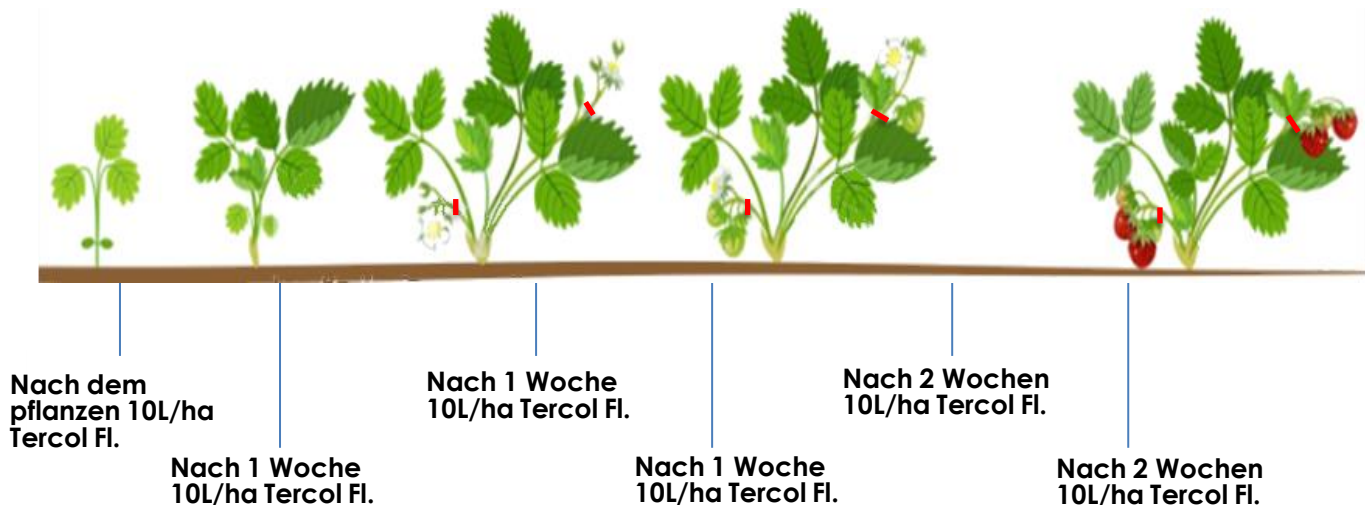 Nach dem
pflanzen 10L/ha
Tercol Fl.
Nach 1 Woche
10L/ha Tercol Fl.
Nach 1 Woche
10L/ha Tercol Fl.
Nach 1 Woche
10L/ha Tercol Fl.
Nach 2 Wochen
10L/ha Tercol Fl.
Nach 2 Wochen
10L/ha Tercol Fl.